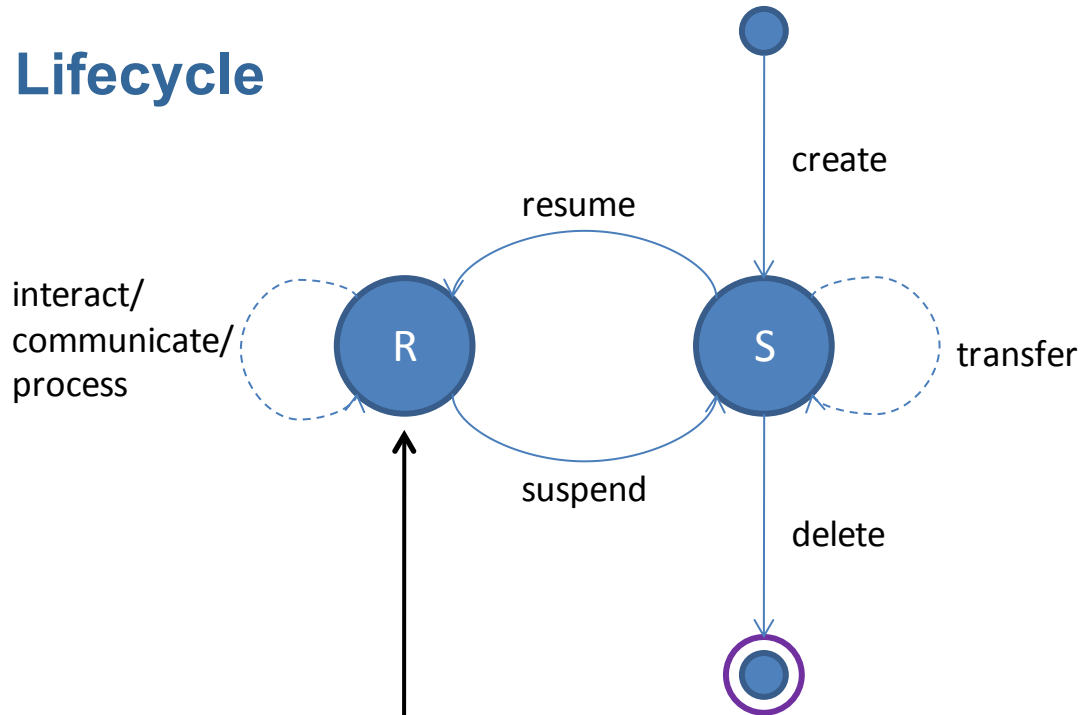 Lifecycle
create
resume
interact/
communicate/
process
R
S
transfer
suspend
delete